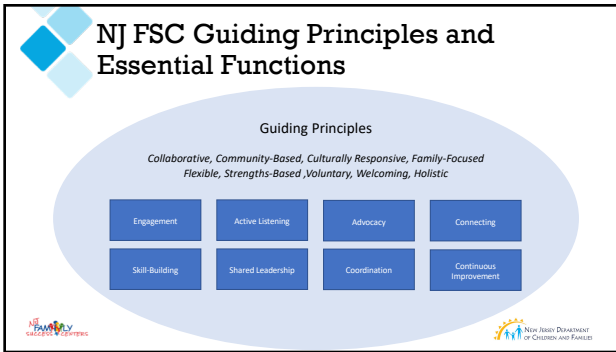 NJ FSC Guiding Principles and
Essential Functions
Guiding Principles
Collaborative, Community-Based, Culturally Responsive, Family-Focused
Flexible, Strengths-Based ,Voluntary, Welcoming, Holistic
Engagement
Active Listening
Advocacy
Connecting
Skill-Building
Shared Leadership
Coordination
Continuous
Improvement
NJ
FAMILY
SUCCESS CENTERS
NEW JERSEY DEPARTMENT
OF CHILDREN AND FAMILIES